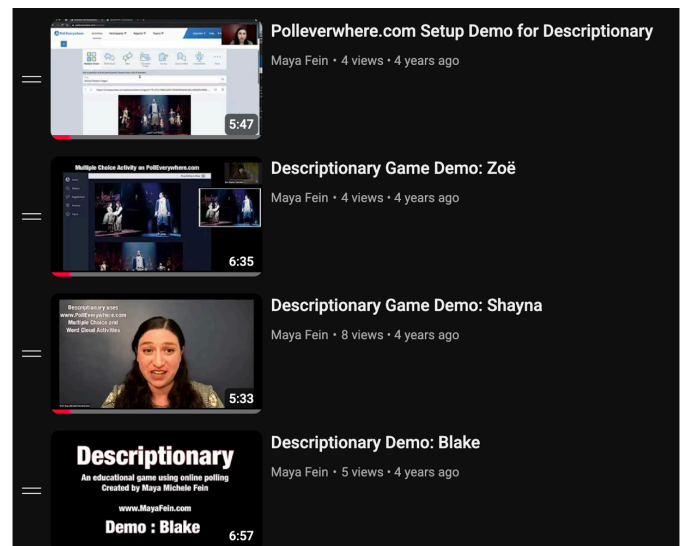 Polleverwhere.com Setup Demo for Descriptionary
Maya Fein • 4 views • 4 years ago
5:47
Multiple Choice Activity on PollEverywhere.com
Descriptionary Game Demo: Zoë
Maya Fein • 4 views • 4 years ago
6:35
Descriptionary uses
www.PollEverywhere.com
Multiple Choice and
Word Cloud Activities
Descriptionary Game Demo: Shayna
Maya Fein • 8 views • 4 years ago
5:33
Descriptionary
An educational game using online polling
Created by Maya Michele Fein
www.MayaFein.com
Demo : Blake
Descriptionary Demo: Blake
Maya Fein • 5 views • 4 years ago
6:57